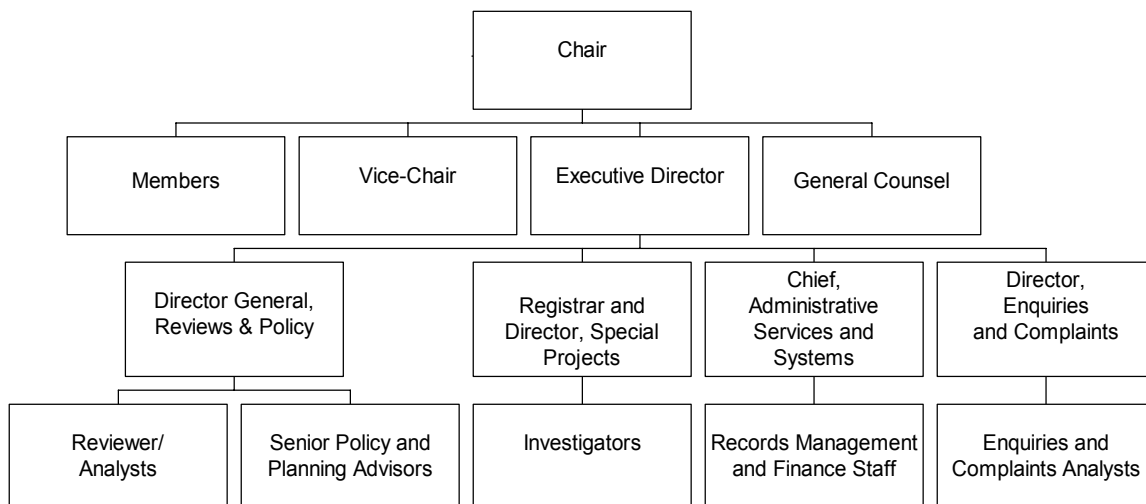 Chair
Members
Vice-Chair
Executive Director
General Counsel
Director General,
Reviews & Policy
Registrar and
Director, Special
Projects
Chief,
Administrative
Services and
Systems
Director,
Enquiries
and Complaints
Reviewer/
Analysts
Senior Policy and
Planning Advisors
Investigators
Records Management
and Finance Staff
Enquiries and
Complaints Analysts